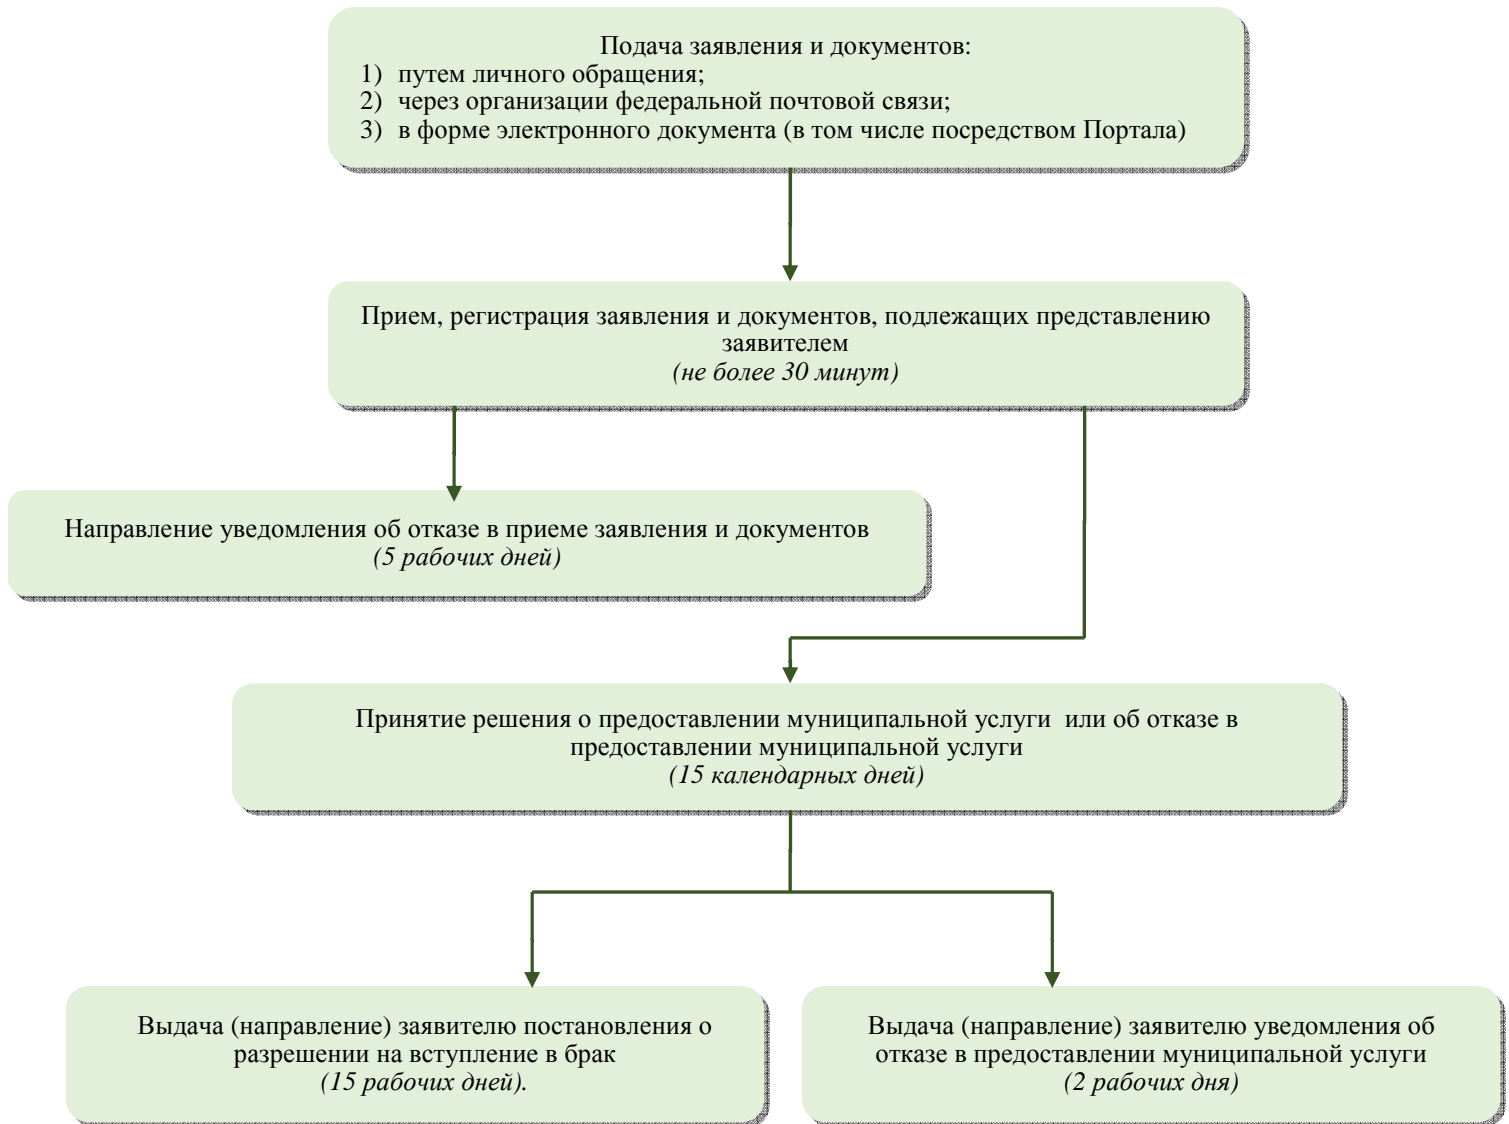 Подача заявления и документов:
1) путем личного обращения;
2) через организации федеральной почтовой связи;
3) в форме электронного документа (в том числе посредством Портала)
Прием, регистрация заявления и документов, подлежащих представлению
заявителем
(не более 30 минут)
Направление уведомления об отказе в приеме заявления и документов
(5 рабочих дней)
Принятие решения о предоставлении муниципальной услуги или об отказе в
предоставлении муниципальной услуги
(15 календарных дней)
Выдача (направление) заявителю постановления о
разрешении на вступление в брак
(15 рабочих дней).
Выдача (направление) заявителю уведомления об
отказе в предоставлении муниципальной услуги
(2 рабочих дня)